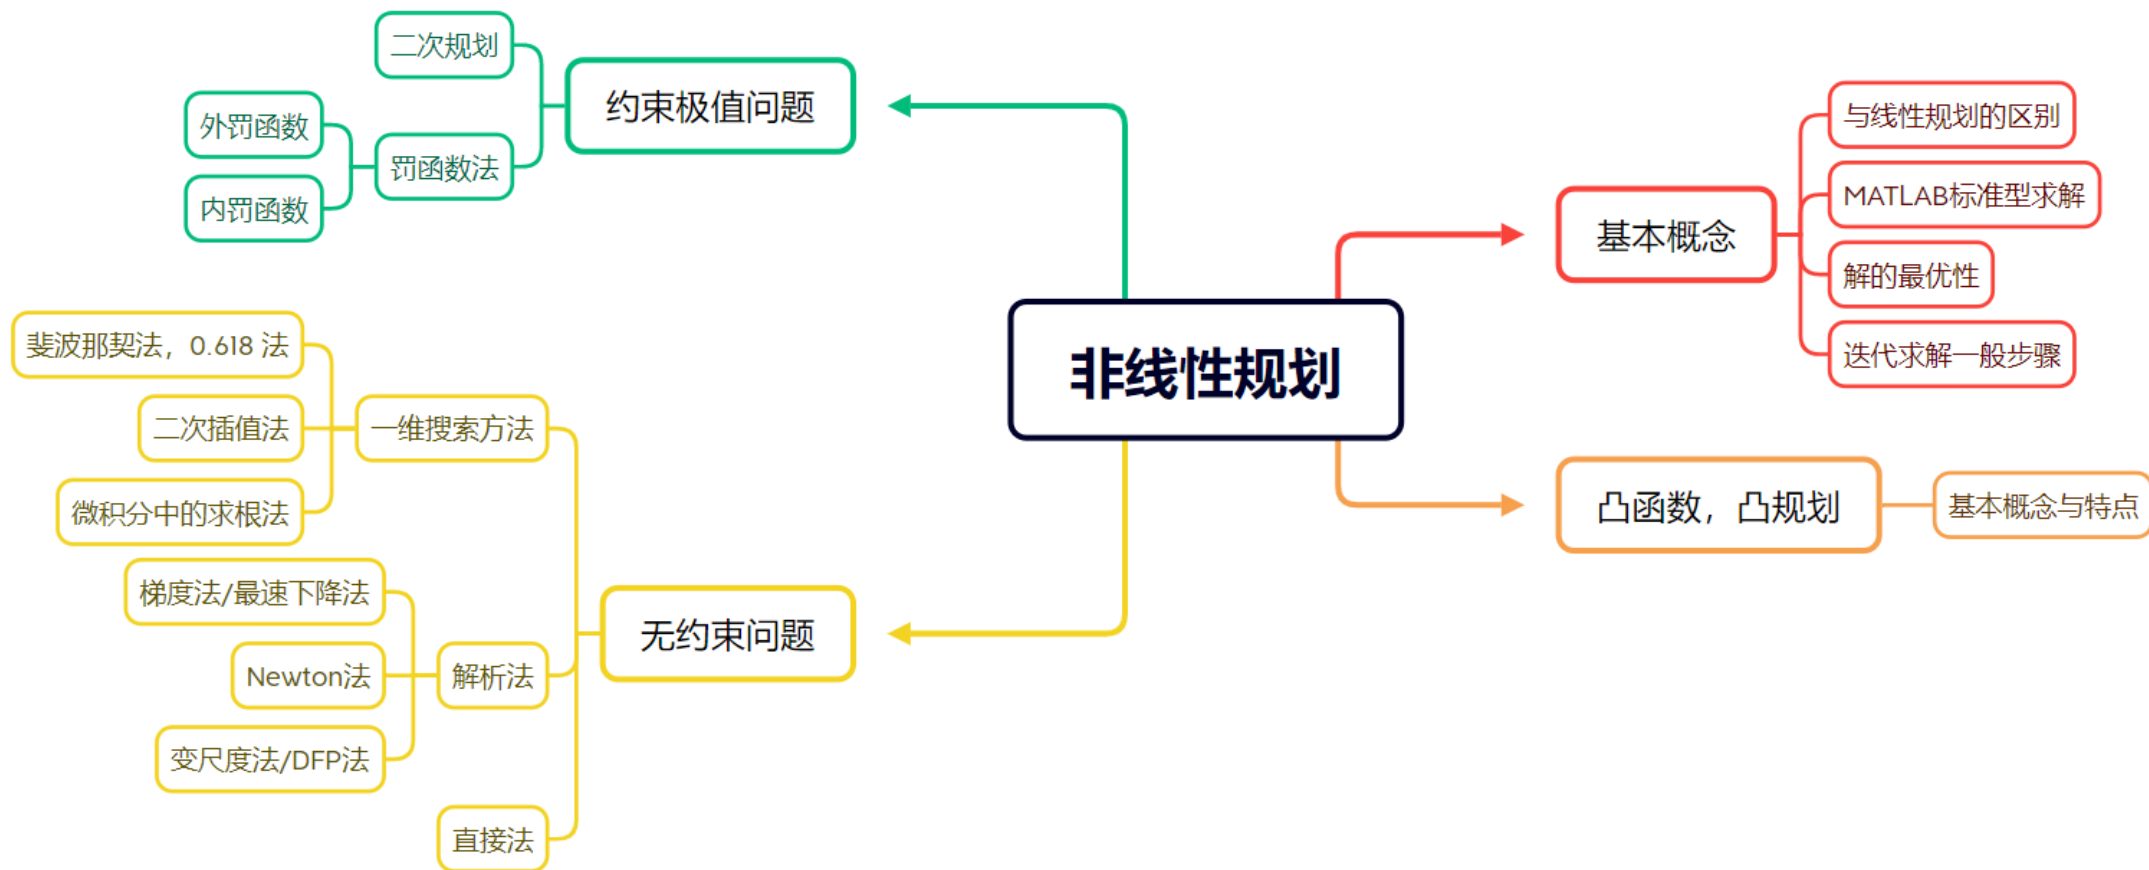 非线性规划
基本概念
与线性规划的区别
MATLAB标准型求解
解的最优性
迭代求解一般步骤
凸函数，凸规划
基本概念与特点
约束极值问题
二次规划
罚函数法
外罚函数
内罚函数
无约束问题
一维搜索方法
斐波那契法，0.618 法
二次插值法
微积分中的求根法
解析法
梯度法/最速下降法
Newton法
变尺度法/DFP法
直接法